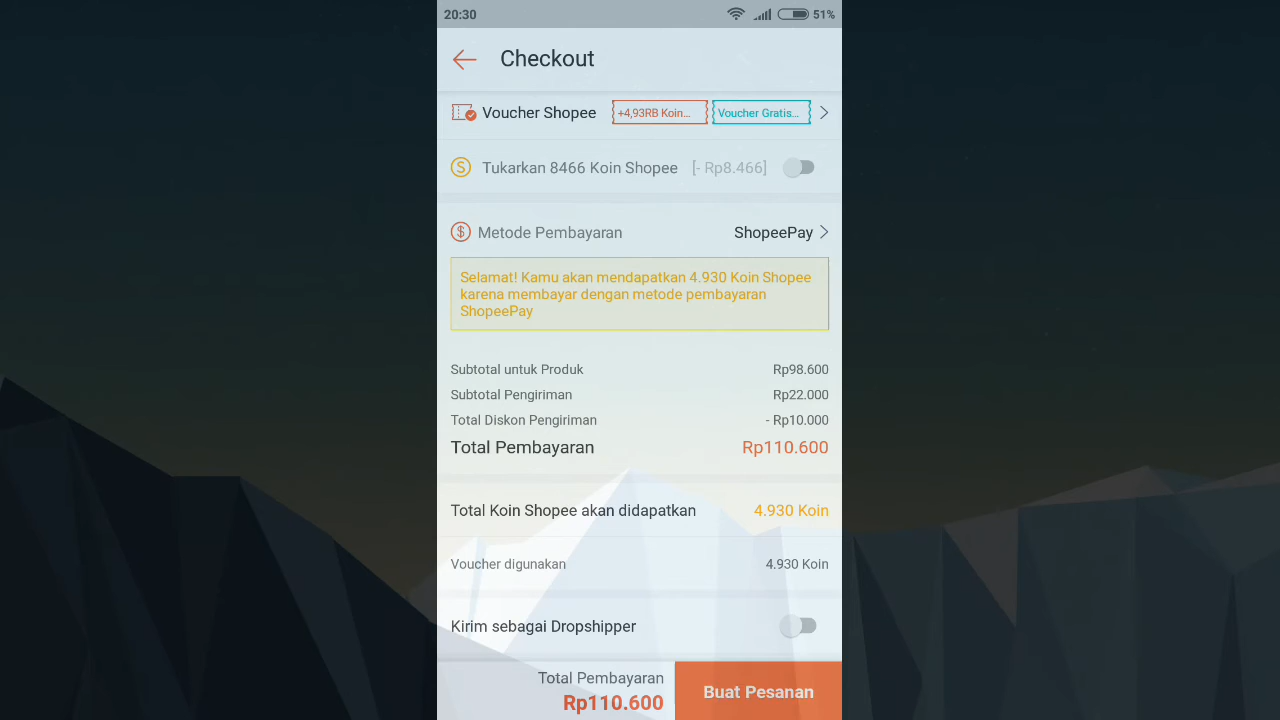 20:30 51%
Checkout
Voucher Shopee +4,93RB Koin... Voucher Gratis...
Tukarkan 8466 Koin Shopee [- Rp8.466]
Metode Pembayaran ShopeePay
Selamat! Kamu akan mendapatkan 4.930 Koin Shopee
karena membayar dengan metode pembayaran
ShopeePay
Subtotal untuk Produk Rp98.600
Subtotal Pengiriman Rp22.000
Total Diskon Pengiriman - Rp10.000
Total Pembayaran Rp110.600
Total Koin Shopee akan didapatkan 4.930 Koin
Voucher digunakan 4.930 Koin
Kirim sebagai Dropshipper
Total Pembayaran
Rp110.600
Buat Pesanan